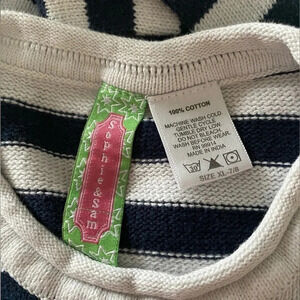 Sophie & Sam
100% COTTON
MACHINE WASH COLD
GENTLE CYCLE
TUMBLE DRY LOW
DO NOT BLEACH
WASH BEFORE WEAR.
RN 99014
MADE IN INDIA
SIZE XL-7/8